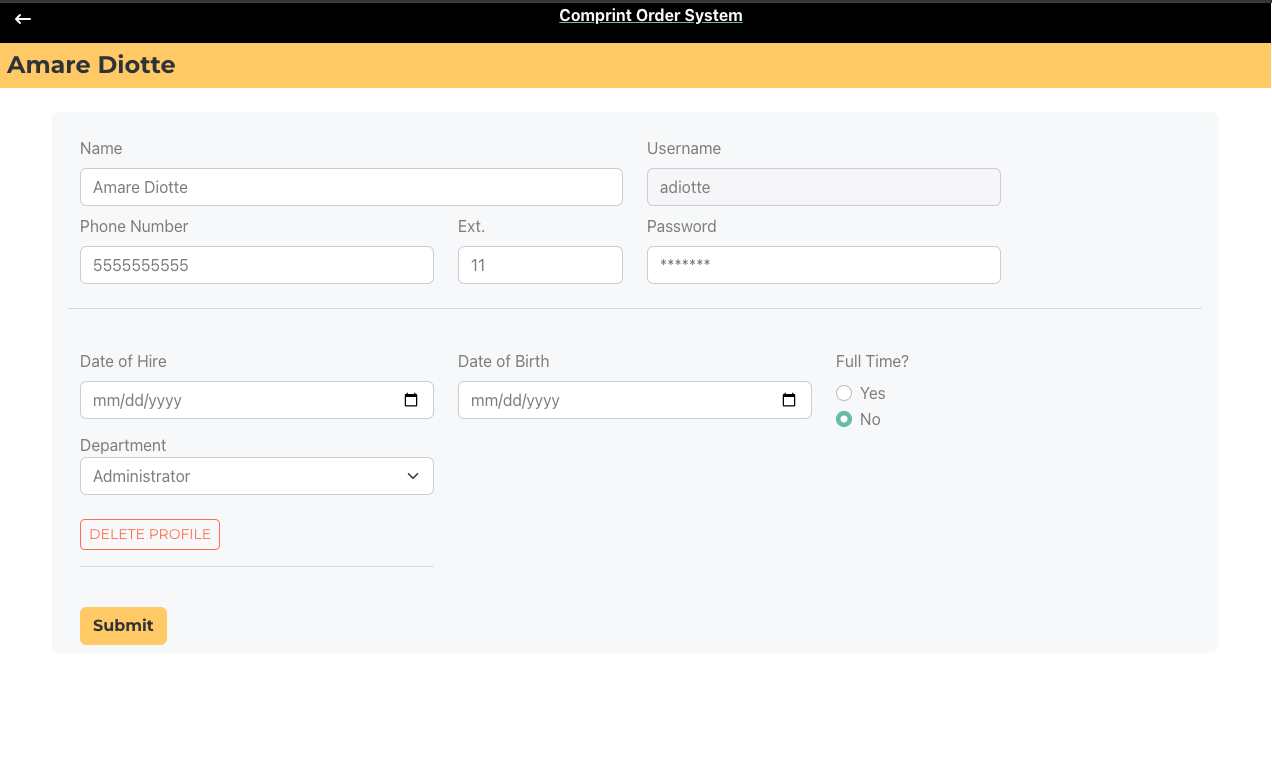 Comprint Order System
Amare Diotte
Name
Username
Amare Diotte
adiotte
Phone Number
Ext.
Password
5555555555
11
*******
Date of Hire
Date of Birth
Full Time?
mm/dd/yyyy
mm/dd/yyyy
Yes
No
Department
Administrator
DELETE PROFILE
Submit